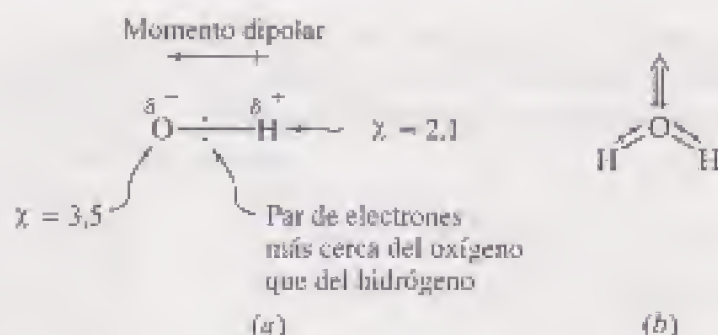 Momento dipolar
δ⁻ δ⁺
O H χ = 2,1
χ = 3,5
Par de electrones
más cerca del oxígeno
que del hidrógeno
(a)
O
H H
(b)